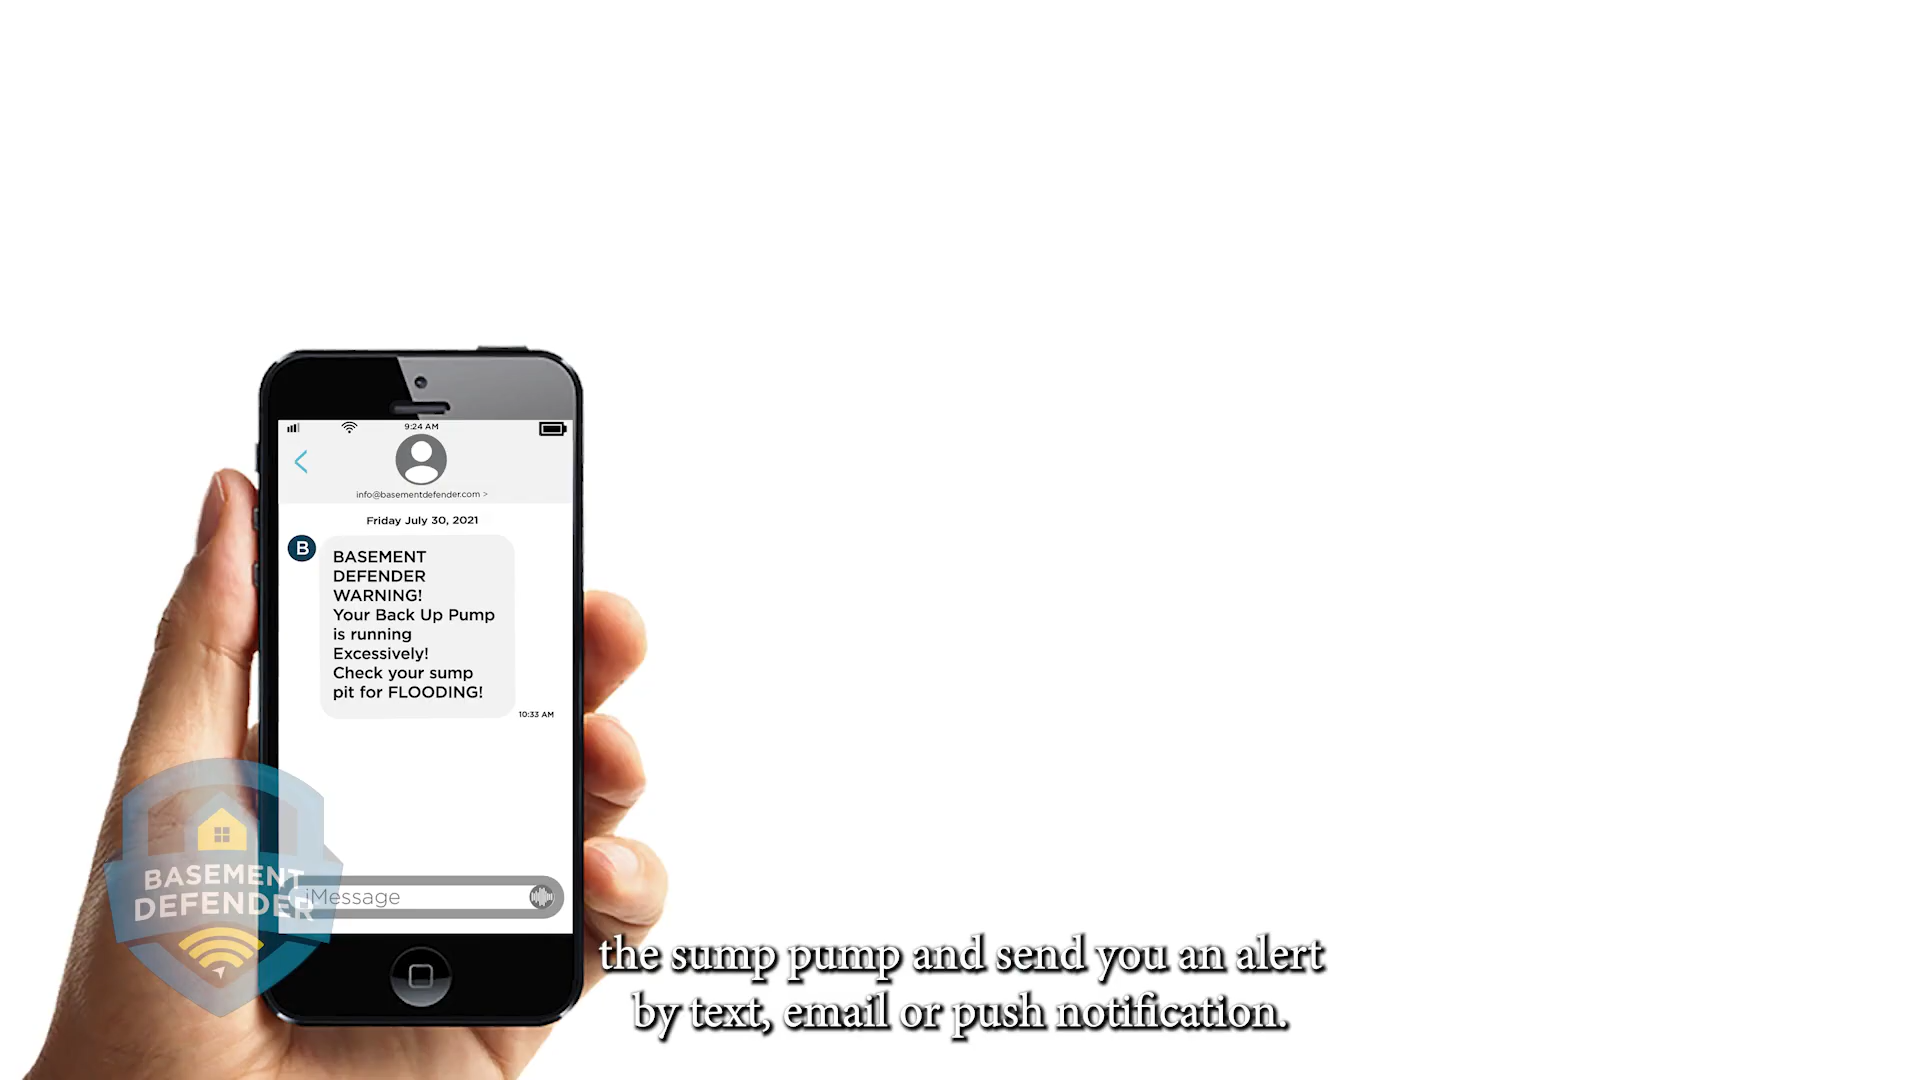 9:24 AM
info@basementdefender.com >
Friday July 30, 2021
B
BASEMENT
DEFENDER
WARNING!
Your Back Up Pump
is running
Excessively!
Check your sump
pit for FLOODING!
10:33 AM
iMessage
BASEMENT
DEFENDER
the sump pump and send you an alert
by text, email or push notification.